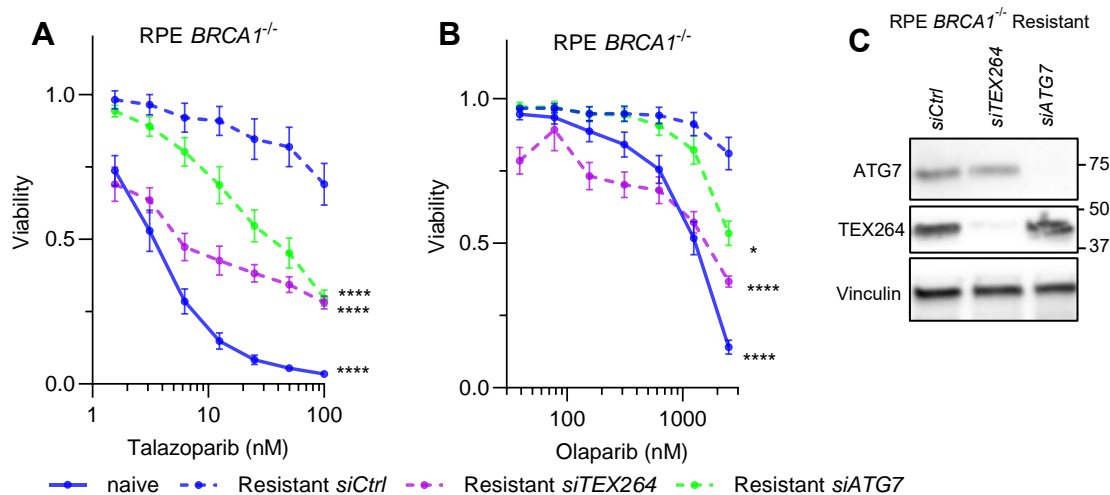 A
RPE BRCA1-/-
Viability
1.0
0.5
0.0
1
10
100
Talazoparib (nM)
****
****
****
B
RPE BRCA1-/-
Viability
1.0
0.5
0.0
100
1000
Olaparib (nM)
*
****
****
C
RPE BRCA1-/- Resistant
siCtrl
siTEX264
siATG7
ATG7
75
TEX264
50
37
Vinculin
naive
Resistant siCtrl
Resistant siTEX264
Resistant siATG7